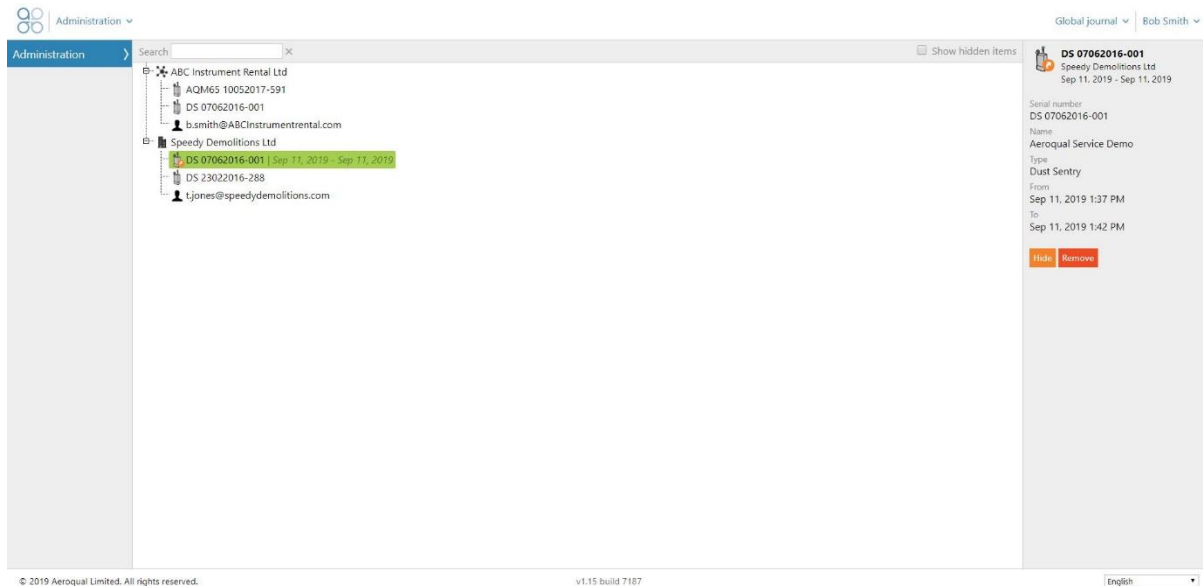 Administration
Global journal
Bob Smith
Administration
Search
Show hidden items
ABC Instrument Rental Ltd
AQM65 10052017-591
DS 07062016-001
b.smith@ABCInstrumentrental.com
Speedy Demolitions Ltd
DS 07062016-001 | Sep 11, 2019 - Sep 11, 2019
DS 23022016-288
t.jones@speedydemolitions.com
DS 07062016-001
Speedy Demolitions Ltd
Sep 11, 2019 - Sep 11, 2019
Serial number
DS 07062016-001
Name
Aeroqual Service Demo
Type
Dust Sentry
From
Sep 11, 2019 1:37 PM
To
Sep 11, 2019 1:42 PM
Hide Remove
© 2019 Aeroqual Limited. All rights reserved.
v1.15 build 7187
English